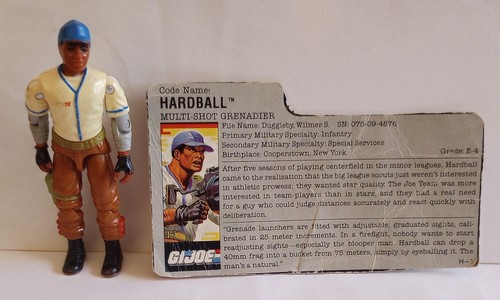 Code Name:
HARDBALL™
MULTI-SHOT GRENADIER
File Name: Duggleby, Wilmer S. SN: 075-09-4676
Primary Military Specialty: Infantry
Secondary Military Specialty: Special Services
Birthplace: Cooperstown, New York
Grade: E-4
After five seasons of playing centerfield in the minor leagues, Hardball
came to the realization that the big league scouts just weren't interested
in athletic prowess; they wanted star quality. The Joe Team was more
interested in team-players than in stars, and they had a real need
for a guy who could judge distances accurately and react quickly with
deliberation.
"Grenade launchers are fitted with adjustable, graduated sights, cali-
brated in 25 meter increments. In a firefight, nobody wants to start
readjusting sights—especially the blooper man. Hardball can drop a
40mm frag into a bucket from 75 meters, simply by eyeballing it. The
man's a natural."
G.I. JOE
H-